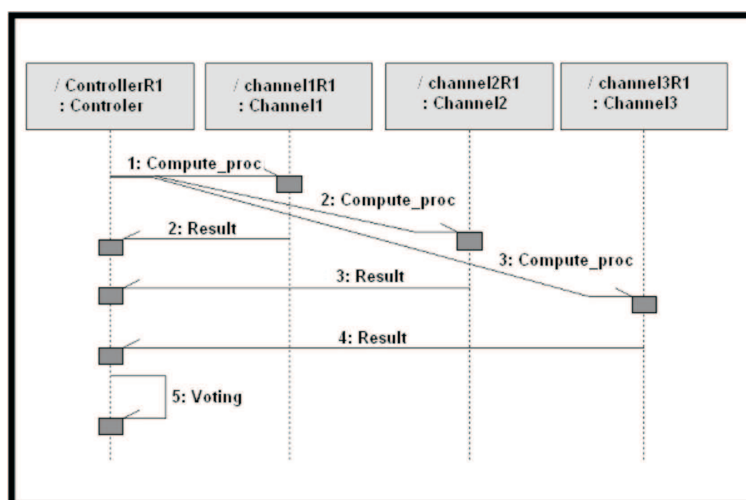 / ControllerR1
: Controler
/ channel1R1
: Channel1
/ channel2R1
: Channel2
/ channel3R1
: Channel3
1: Compute_proc
2: Compute_proc
2: Result
3: Compute_proc
3: Result
4: Result
5: Voting